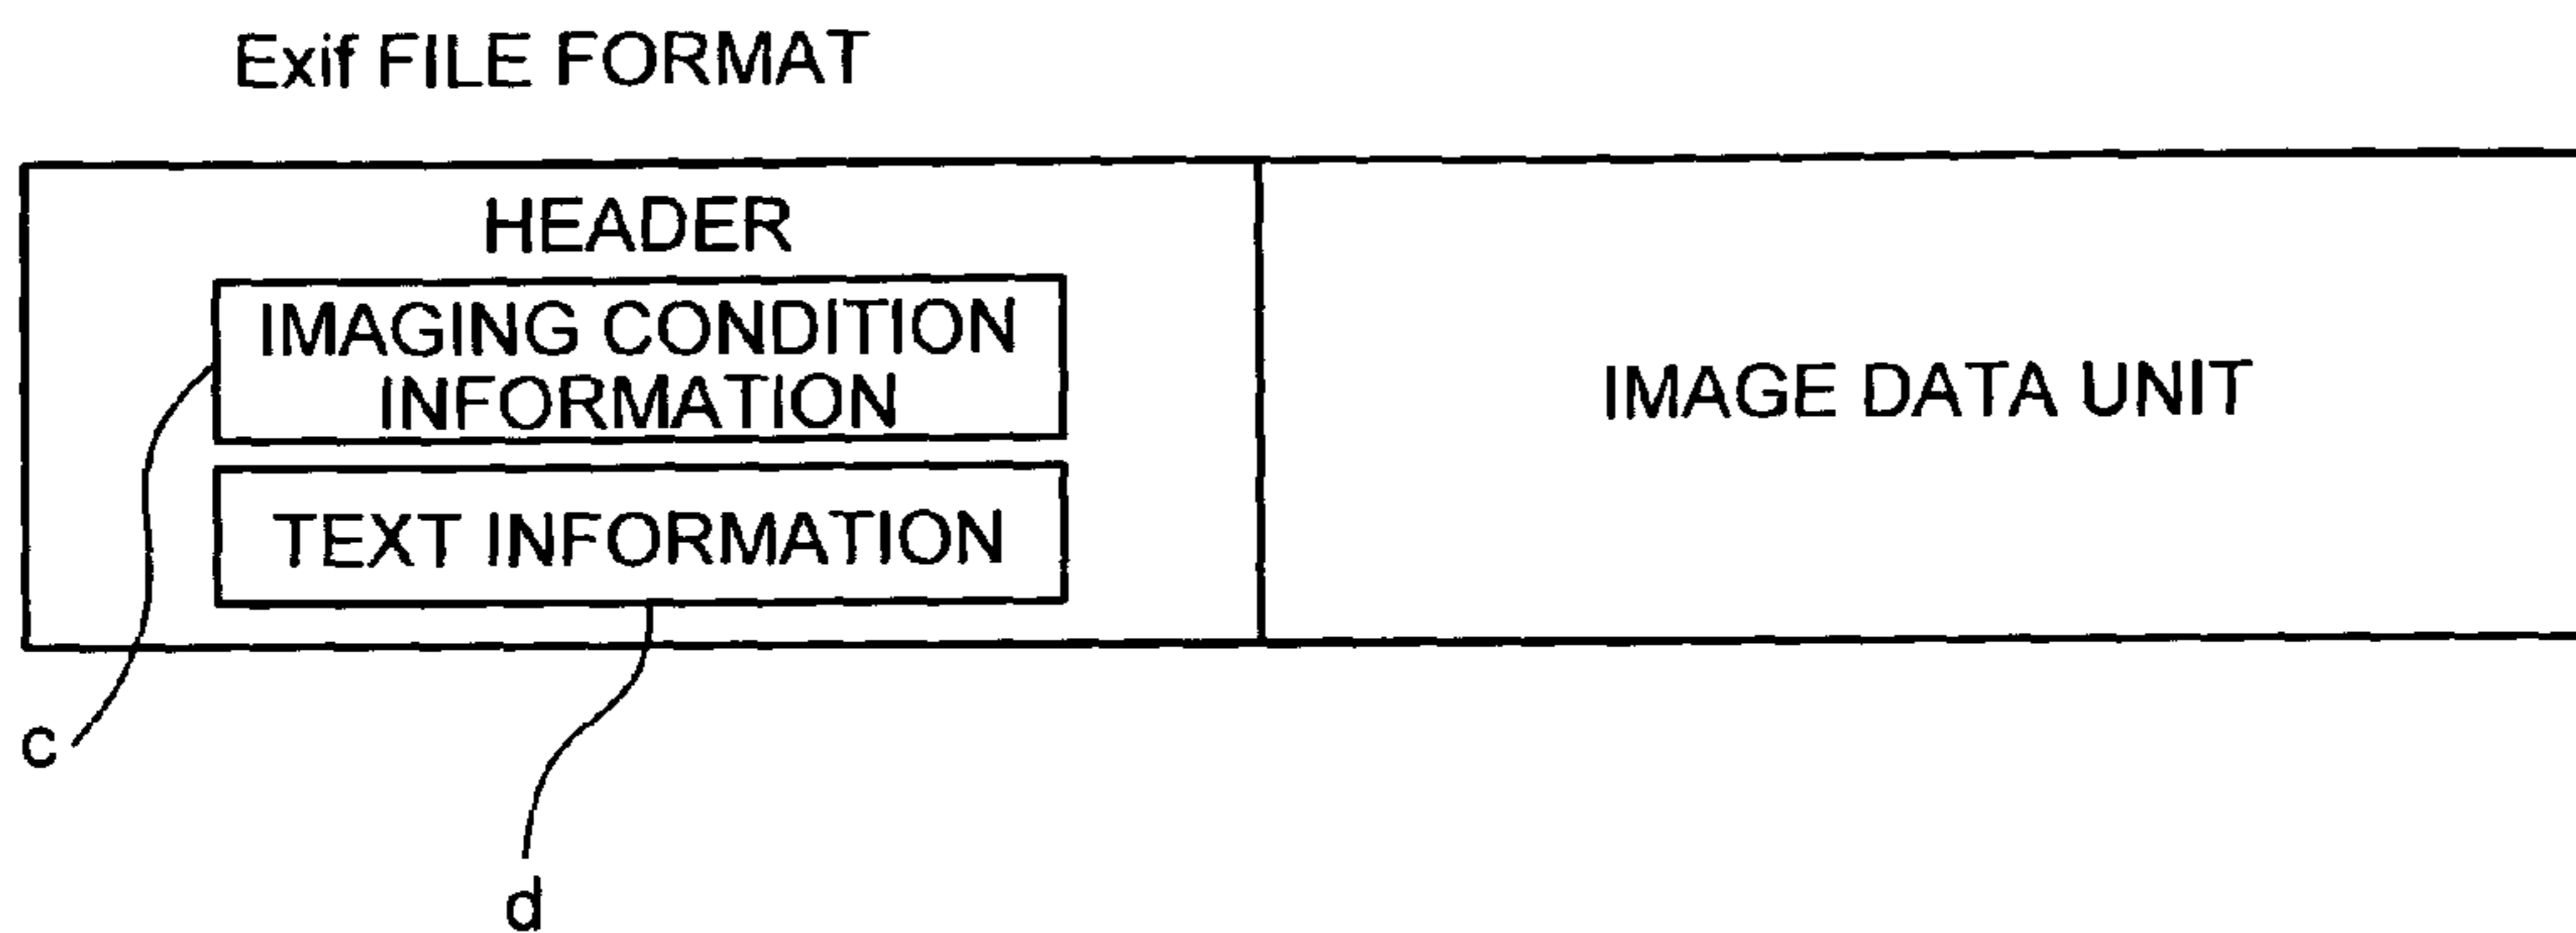 Exif FILE FORMAT
HEADER
IMAGING CONDITION
INFORMATION
TEXT INFORMATION
IMAGE DATA UNIT
c
d